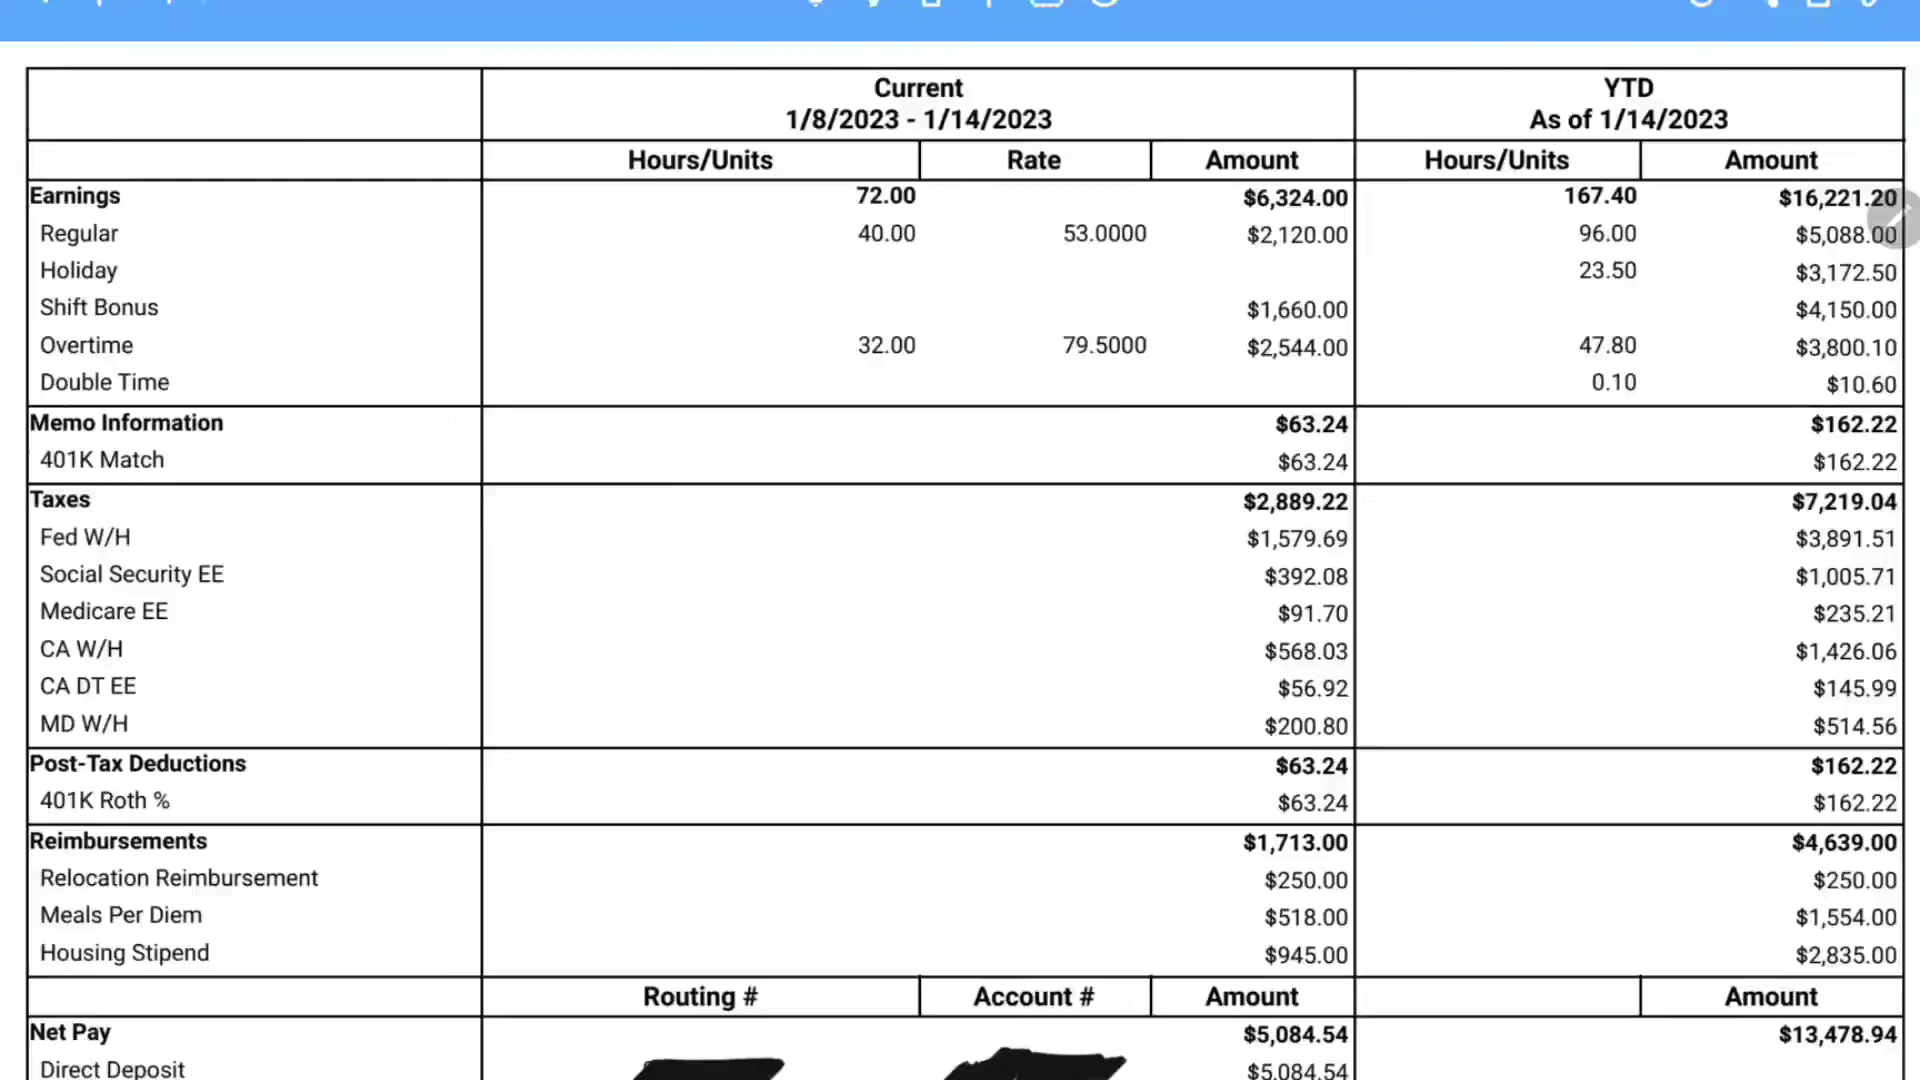 Current YTD
1/8/2023 - 1/14/2023 As of 1/14/2023
Hours/Units Rate Amount Hours/Units Amount
Earnings 72.00 $6,324.00 167.40 $16,221.20
Regular 40.00 53.0000 $2,120.00 96.00 $5,088.00
Holiday 23.50 $3,172.50
Shift Bonus $1,660.00 $4,150.00
Overtime 32.00 79.5000 $2,544.00 47.80 $3,800.10
Double Time 0.10 $10.60
Memo Information $63.24 $162.22
401K Match $63.24 $162.22
Taxes $2,889.22 $7,219.04
Fed W/H $1,579.69 $3,891.51
Social Security EE $392.08 $1,005.71
Medicare EE $91.70 $235.21
CA W/H $568.03 $1,426.06
CA DT EE $56.92 $145.99
MD W/H $200.80 $514.56
Post-Tax Deductions $63.24 $162.22
401K Roth % $63.24 $162.22
Reimbursements $1,713.00 $4,639.00
Relocation Reimbursement $250.00 $250.00
Meals Per Diem $518.00 $1,554.00
Housing Stipend $945.00 $2,835.00
Routing # Account # Amount Amount
Net Pay $5,084.54 $13,478.94
Direct Deposit $5,084.54